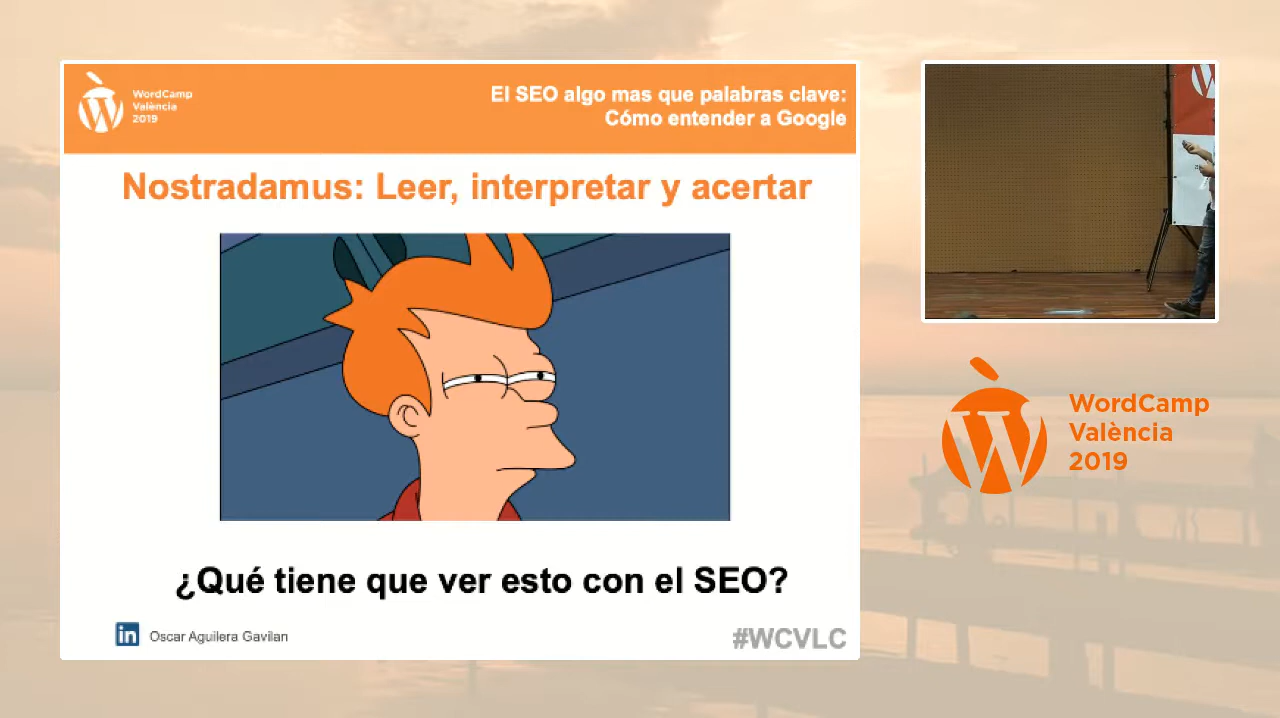 WordCamp
València
2019
El SEO algo mas que palabras clave:
Cómo entender a Google
Nostradamus: Leer, interpretar y acertar
¿Qué tiene que ver esto con el SEO?
in Oscar Aguilera Gavilan
#WCVLC
WordCamp
València
2019